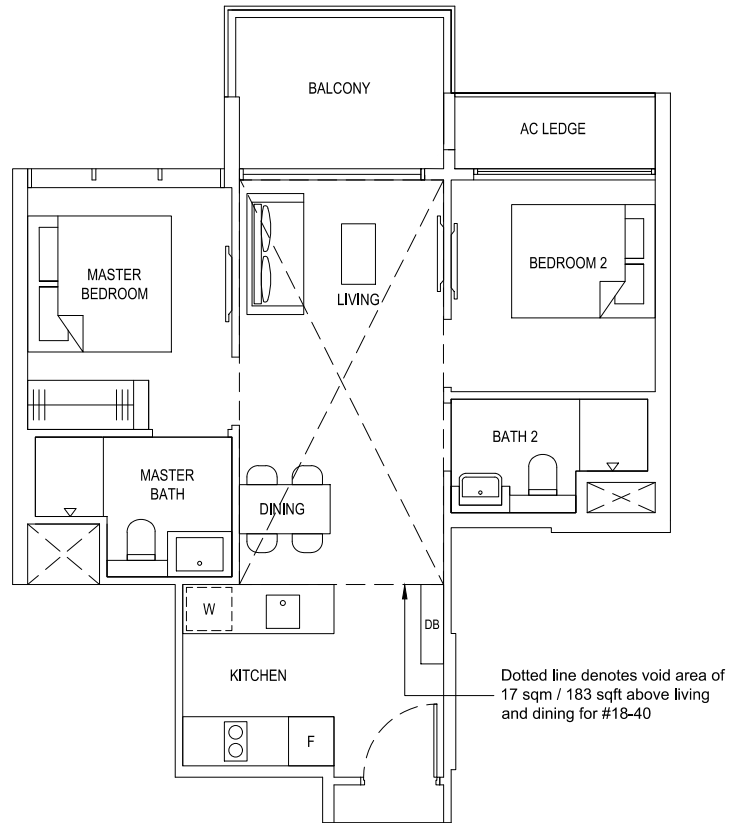 BALCONY
AC LEDGE
MASTER
BEDROOM
LIVING
BEDROOM 2
BATH 2
MASTER
BATH
DINING
W
DB
KITCHEN
F
Dotted line denotes void area of
17 sqm / 183 sqft above living
and dining for #18-40